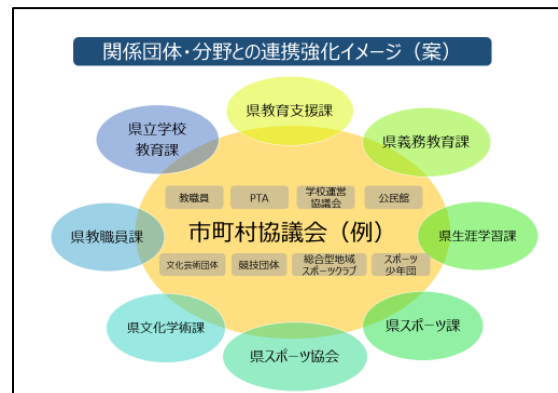 関係団体・分野との連携強化イメージ（案）
県教育支援課
県立学校
教育課
県義務教育課
教職員
PTA
学校運営
協議会
公民館
県教職員課
市町村協議会（例）
県生涯学習課
文化芸術団体
競技団体
総合型地域
スポーツクラブ
スポーツ
少年団
県文化学術課
県スポーツ課
県スポーツ協会